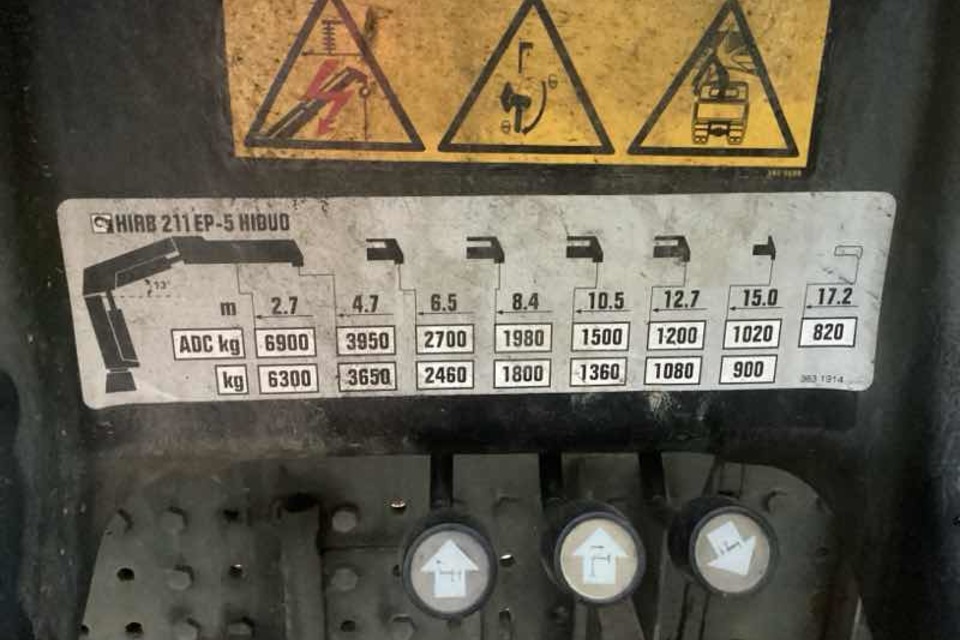 HIAB 211 EP-5 HIDUO
13°
m 2.7 4.7 6.5 8.4 10.5 12.7 15.0 17.2
ADC kg 6900 3950 2700 1980 1500 1200 1020 820
kg 6300 3650 2460 1800 1360 1080 900
363 1914